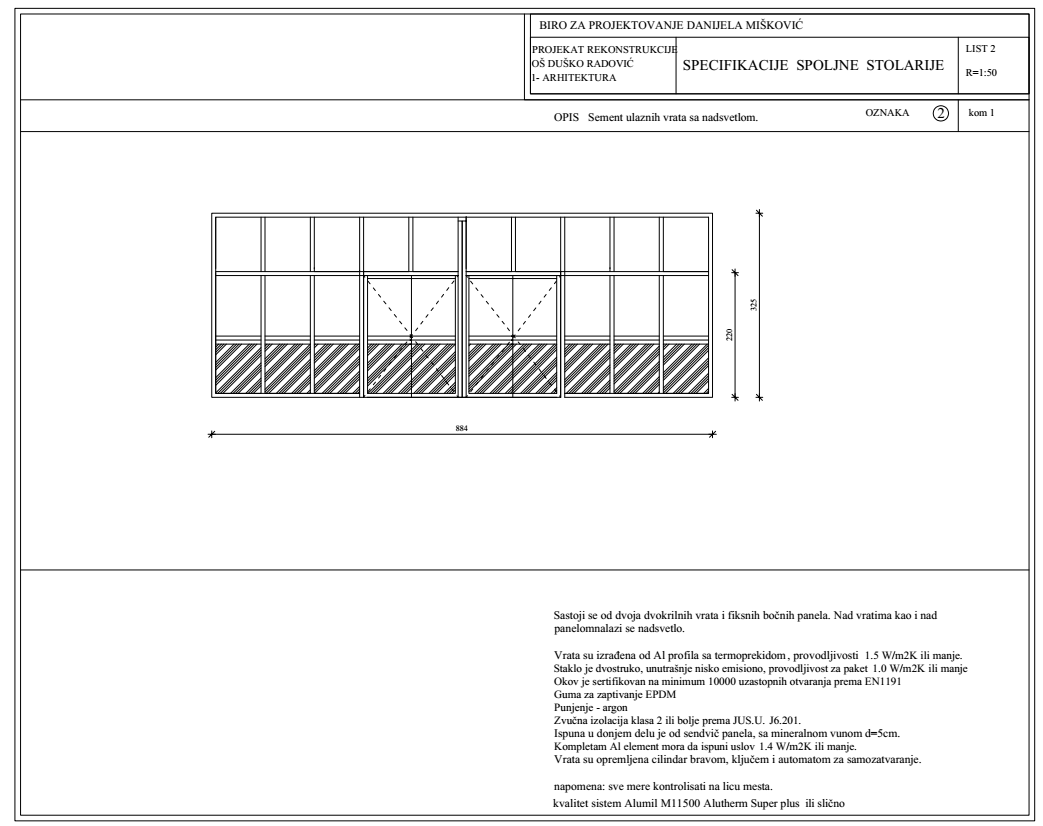 BIRO ZA PROJEKTOVANJE DANIJELA MIŠKOVIĆ
PROJEKAT REKONSTRUKCIJE
OŠ DUŠKO RADOVIĆ
1- ARHITEKTURA
SPECIFIKACIJE SPOLJNE STOLARIJE
LIST 2
R=1:50
OPIS Sement ulaznih vrata sa nadsvetlom.
OZNAKA 2
kom 1
325
220
884
Sastoji se od dvoja dvokrilnih vrata i fiksnih bočnih panela. Nad vratima kao i nad
panelomnalazi se nadsvetlo.
Vrata su izrađena od Al profila sa termoprekidom, provodljivosti 1.5 W/m2K ili manje.
Staklo je dvostruko, unutrašnje nisko emisiono, provodljivost za paket 1.0 W/m2K ili manje
Okov je sertifikovan na minimum 10000 uzastopnih otvaranja prema EN1191
Guma za zaptivanje EPDM
Punjenje - argon
Zvučna izolacija klasa 2 ili bolje prema JUS.U. J6.201.
Ispuna u donjem delu je od sendvič panela, sa mineralnom vunom d=5cm.
Kompletam Al element mora da ispuni uslov 1.4 W/m2K ili manje.
Vrata su opremljena cilindar bravom, ključem i automatom za samozatvaranje.
napomena: sve mere kontrolisati na licu mesta.
kvalitet sistem Alumil M11500 Alutherm Super plus ili slično